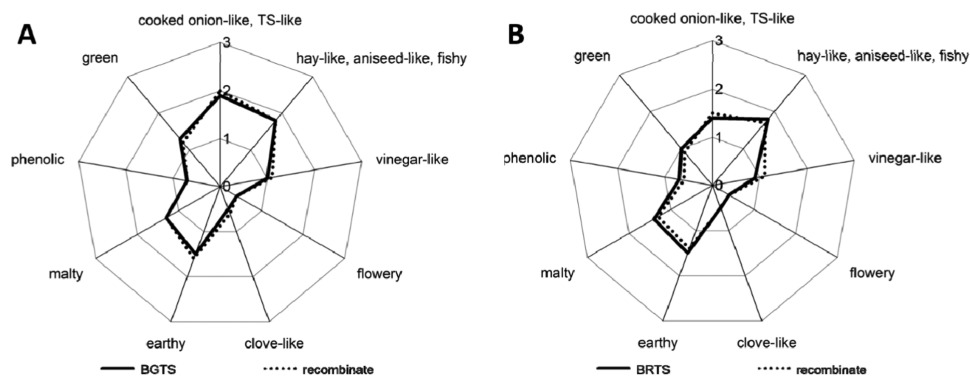 A
cooked onion-like, TS-like
green
hay-like, aniseed-like, fishy
phenolic
vinegar-like
malty
flowery
earthy
clove-like
3
2
1
0
BGTS
recombinate
B
cooked onion-like, TS-like
green
hay-like, aniseed-like, fishy
phenolic
vinegar-like
malty
flowery
earthy
clove-like
3
2
1
0
BRTS
recombinate